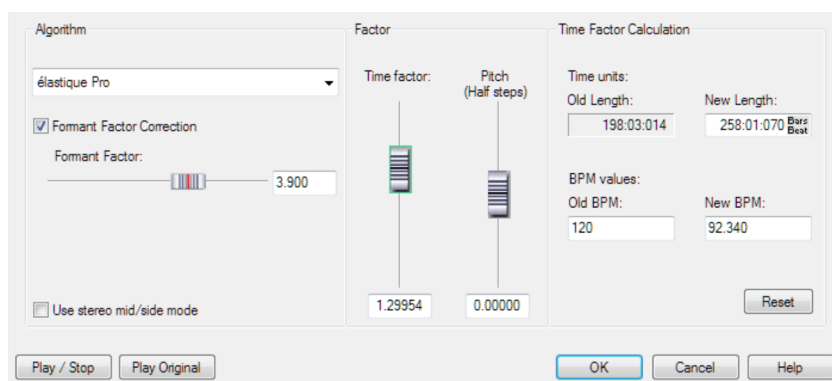 Algorithm
élastique Pro
Formant Factor Correction
Formant Factor:
3.900
Use stereo mid/side mode
Factor
Time factor:
Pitch
(Half steps)
1.29954
0.00000
Time Factor Calculation
Time units:
Old Length:
New Length:
198:03:014
258:01:070
Bars
Beat
BPM values:
Old BPM:
New BPM:
120
92.340
Reset
Play / Stop
Play Original
OK
Cancel
Help